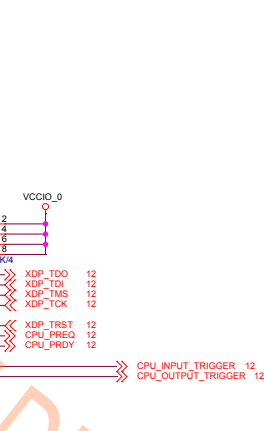 VCCIO_0
2
4
6
8
K/4
XDP_TDO 12
XDP_TDI 12
XDP_TMS 12
XDP_TCK 12
XDP_TRST 12
CPU_PREQ 12
CPU_PRDY 12
CPU_INPUT_TRIGGER 12
CPU_OUTPUT_TRIGGER 12